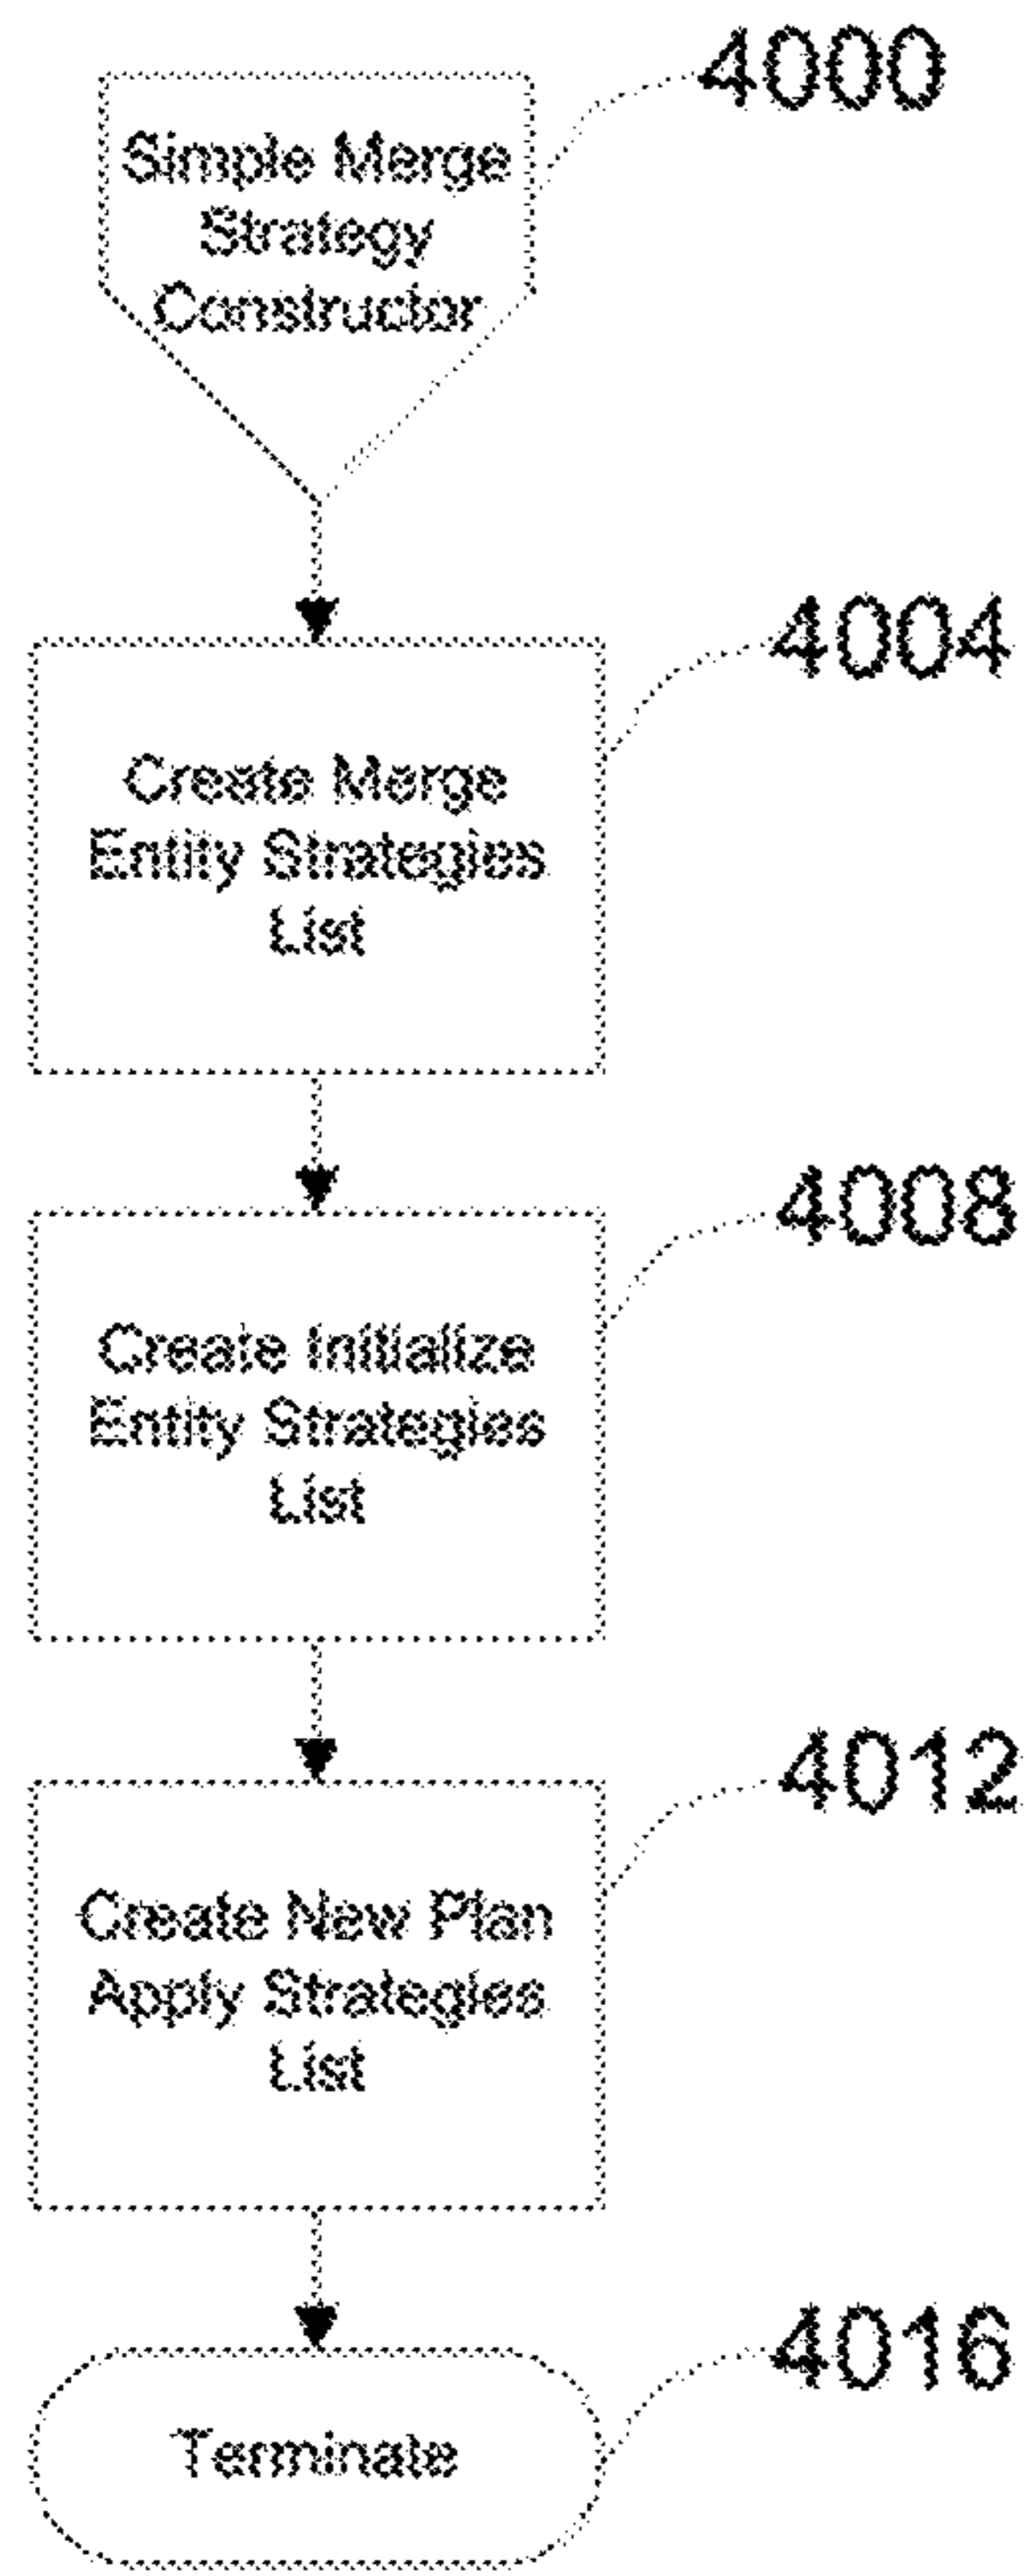 4000
Simple Merge
Strategy
Constructor
4004
Create Merge
Entity Strategies
List
4008
Create Initialize
Entity Strategies
List
4012
Create New Plan
Apply Strategies
List
4016
Terminate